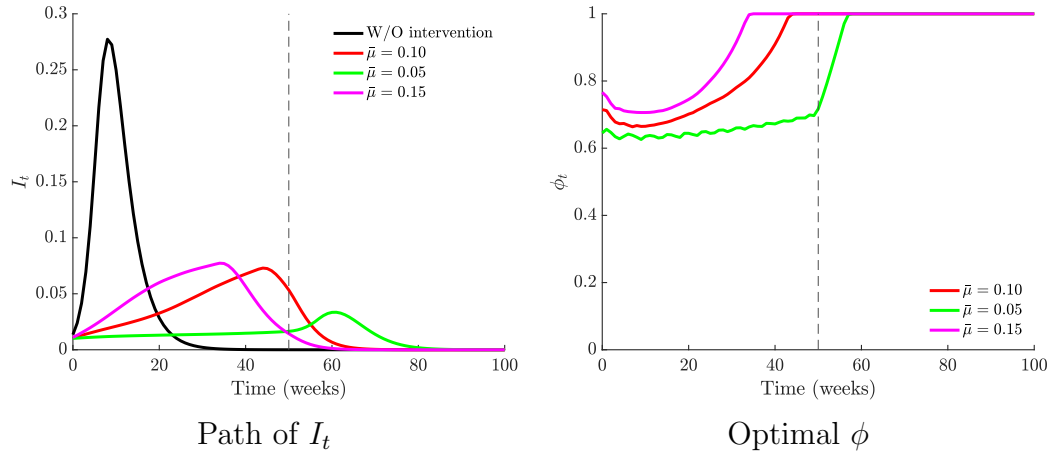 0.3
0.25
0.2
0.15
0.1
0.05
0
I_t
W/O intervention
μ̄ = 0.10
μ̄ = 0.05
μ̄ = 0.15
0 20 40 60 80 100
Time (weeks)
Path of I_t
1
0.8
0.6
0.4
0.2
0
ϕ_t
μ̄ = 0.10
μ̄ = 0.05
μ̄ = 0.15
0 20 40 60 80 100
Time (weeks)
Optimal ϕ